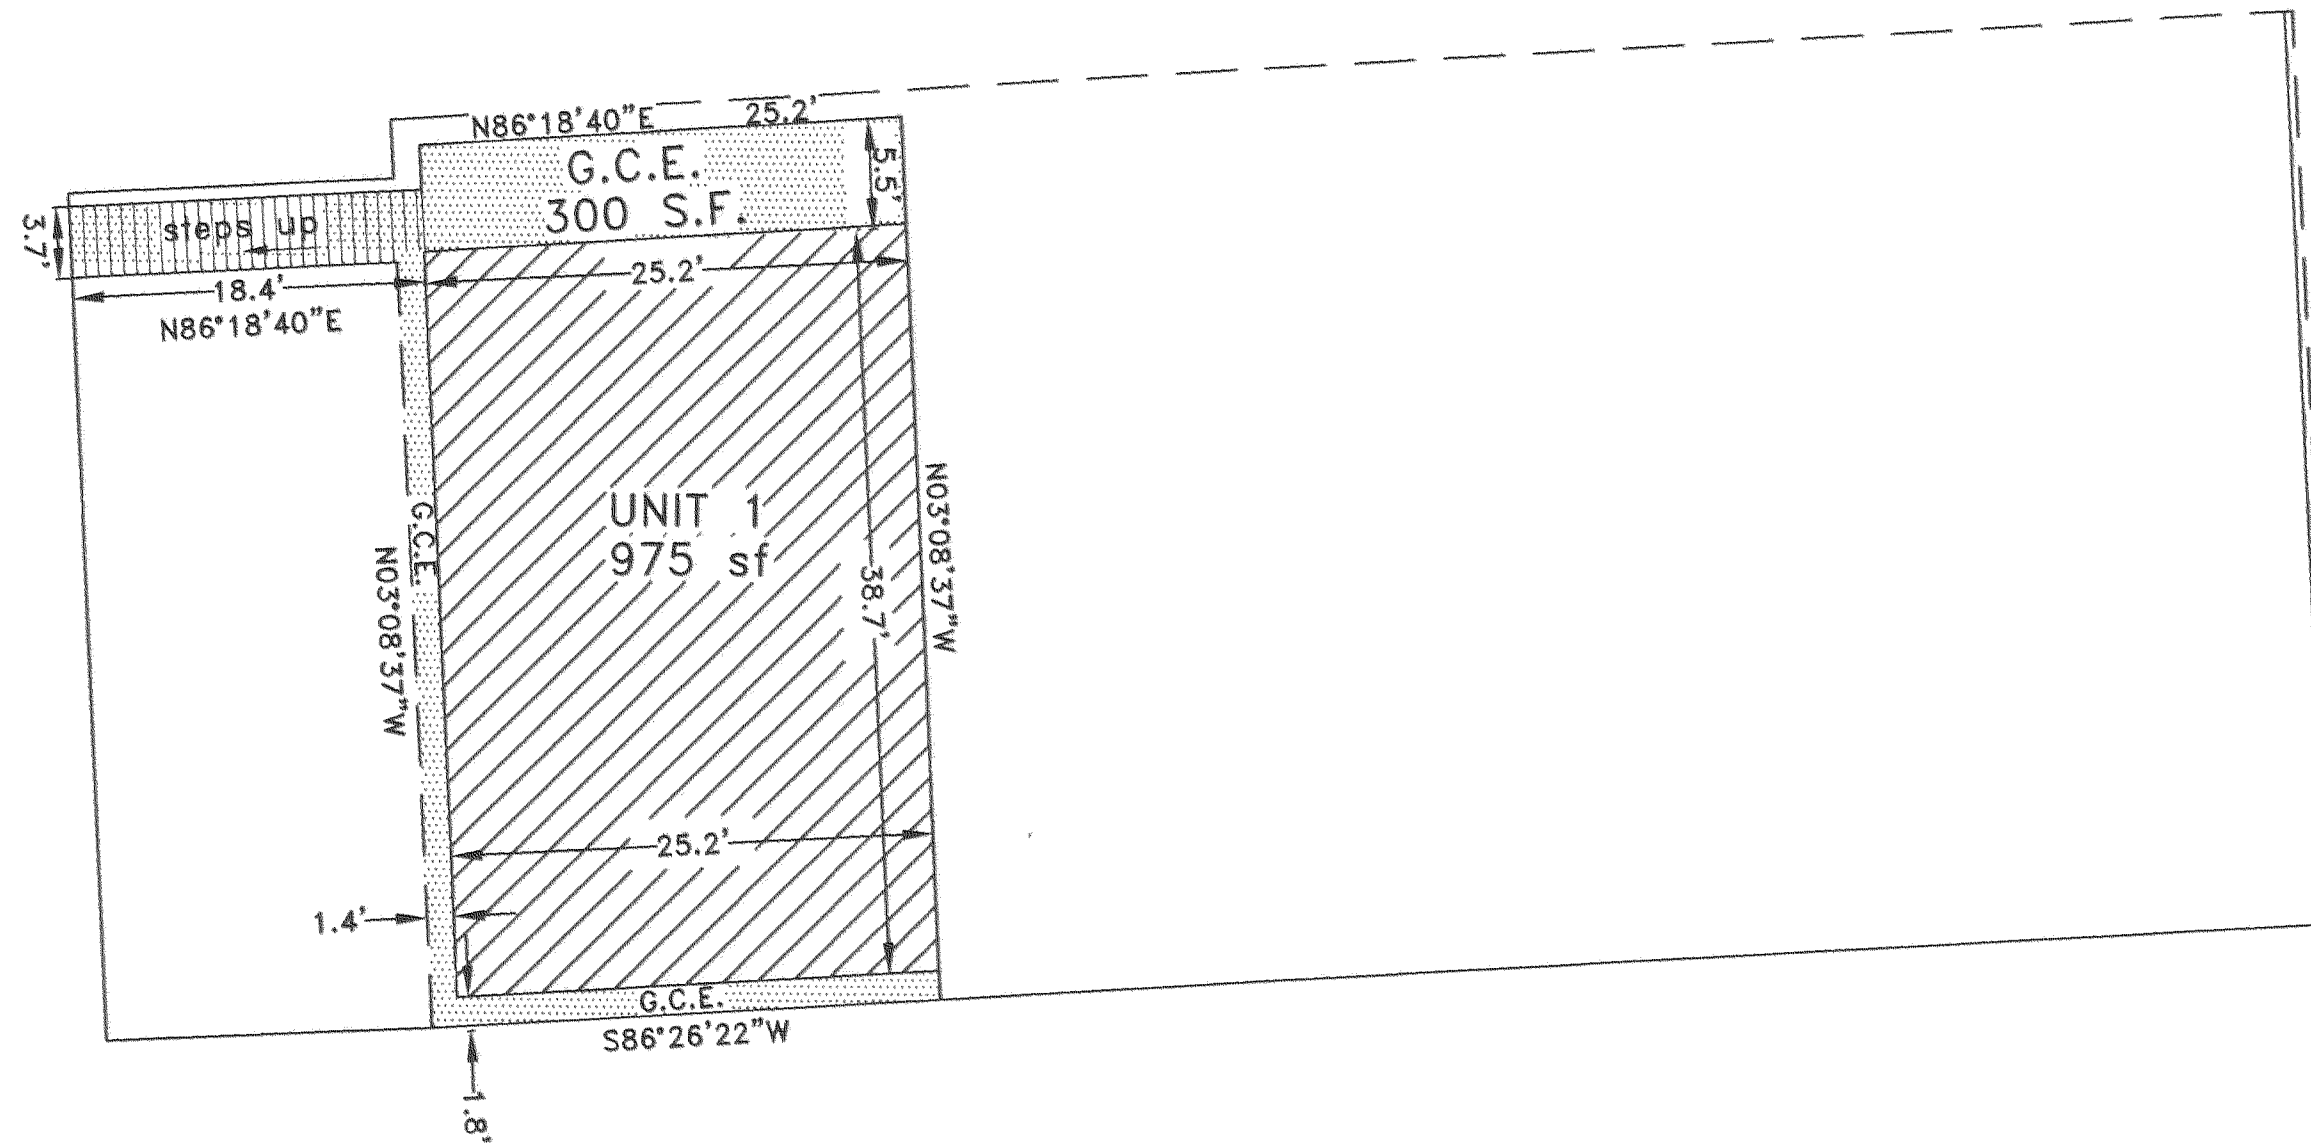 N86°18'40"E 25.2'
G.C.E.
300 S.F.
5.5'
steps up
3.7'
18.4'
N86°18'40"E
25.2'
UNIT 1
975 sf
G.C.E.
N03°08'37"W
38.7'
N03°08'37"W
25.2'
1.4'
G.C.E.
S86°26'22"W
1.8'